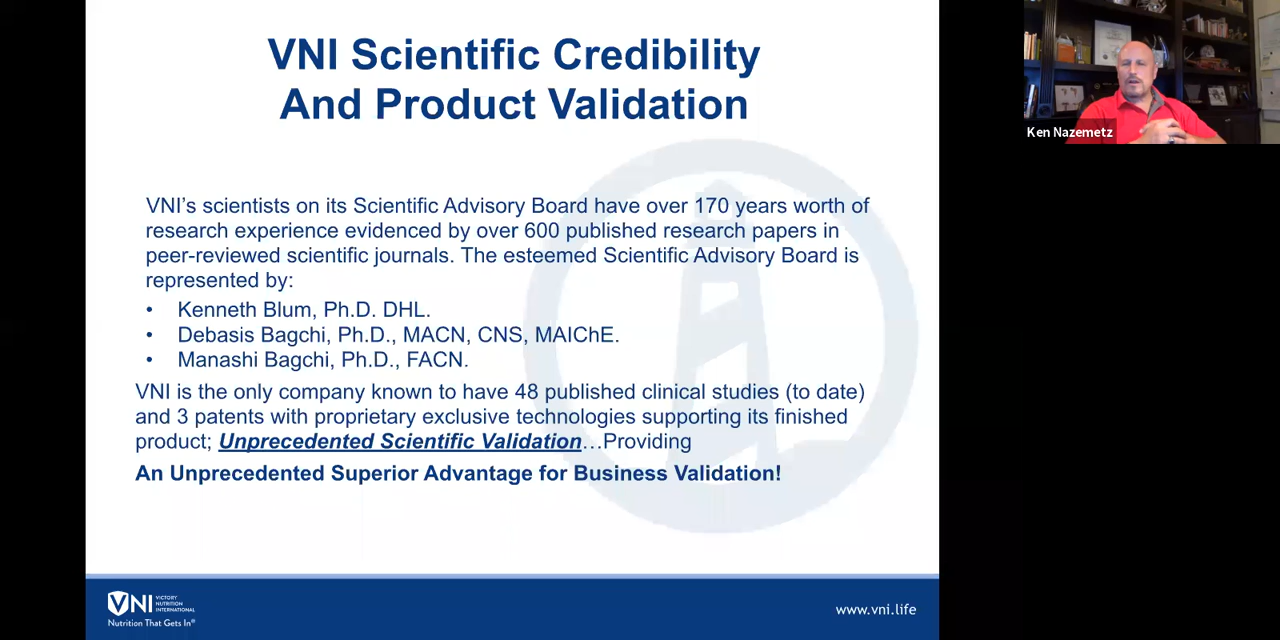 VNI Scientific Credibility
And Product Validation
VNI's scientists on its Scientific Advisory Board have over 170 years worth of
research experience evidenced by over 600 published research papers in
peer-reviewed scientific journals. The esteemed Scientific Advisory Board is
represented by:
• Kenneth Blum, Ph.D. DHL.
• Debasis Bagchi, Ph.D., MACN, CNS, MAIChE.
• Manashi Bagchi, Ph.D., FACN.
VNI is the only company known to have 48 published clinical studies (to date)
and 3 patents with proprietary exclusive technologies supporting its finished
product; Unprecedented Scientific Validation…Providing
An Unprecedented Superior Advantage for Business Validation!
VNI
VICTORY
NUTRITION
INTERNATIONAL
Nutrition That Gets In®
www.vni.life
Ken Nazemetz